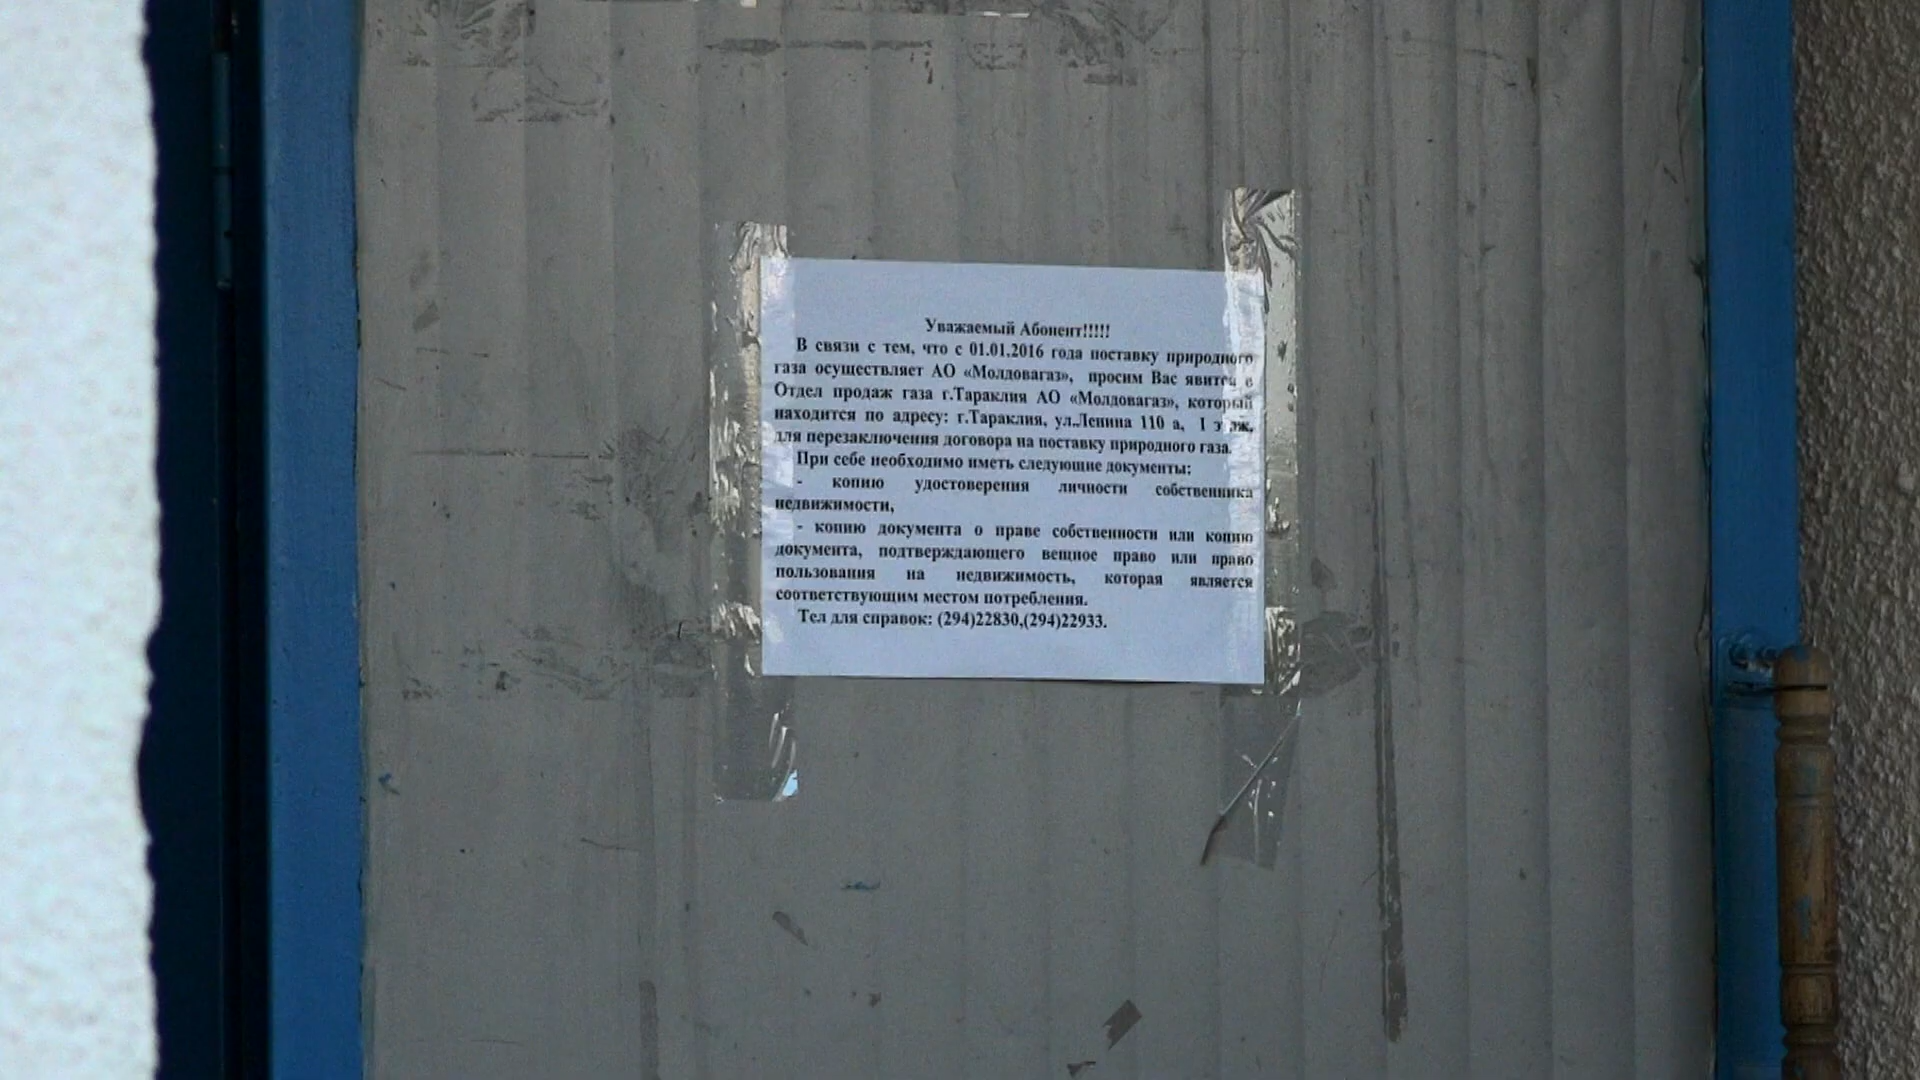 Уважаемый Абонент!!!!!
В связи с тем, что с 01.01.2016 года поставку природного
газа осуществляет АО «Молдовагаз», просим Вас явится в
Отдел продаж газа г.Тараклия АО «Молдовагаз», который
находится по адресу: г.Тараклия, ул.Ленина 110 а, 1 этаж,
для перезаключения договора на поставку природного газа.
При себе необходимо иметь следующие документы:
- копию удостоверения личности собственника
недвижимости,
- копию документа о праве собственности или копию
документа, подтверждающего вещное право или право
пользования на недвижимость, которая является
соответствующим местом потребления.
Тел для справок: (294)22830,(294)22933.